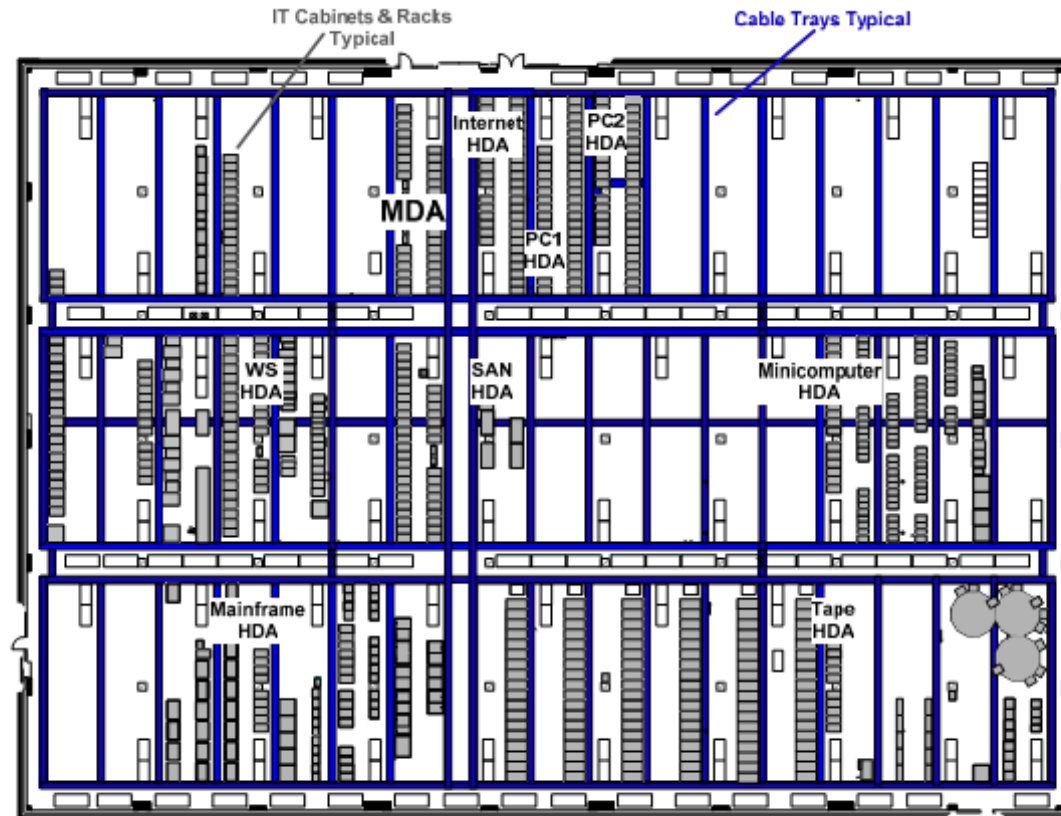 IT Cabinets & Racks
Typical
Cable Trays Typical
Internet
HDA
PC2
HDA
MDA
PC1
HDA
WS
HDA
SAN
HDA
Minicomputer
HDA
Mainframe
HDA
Tape
HDA